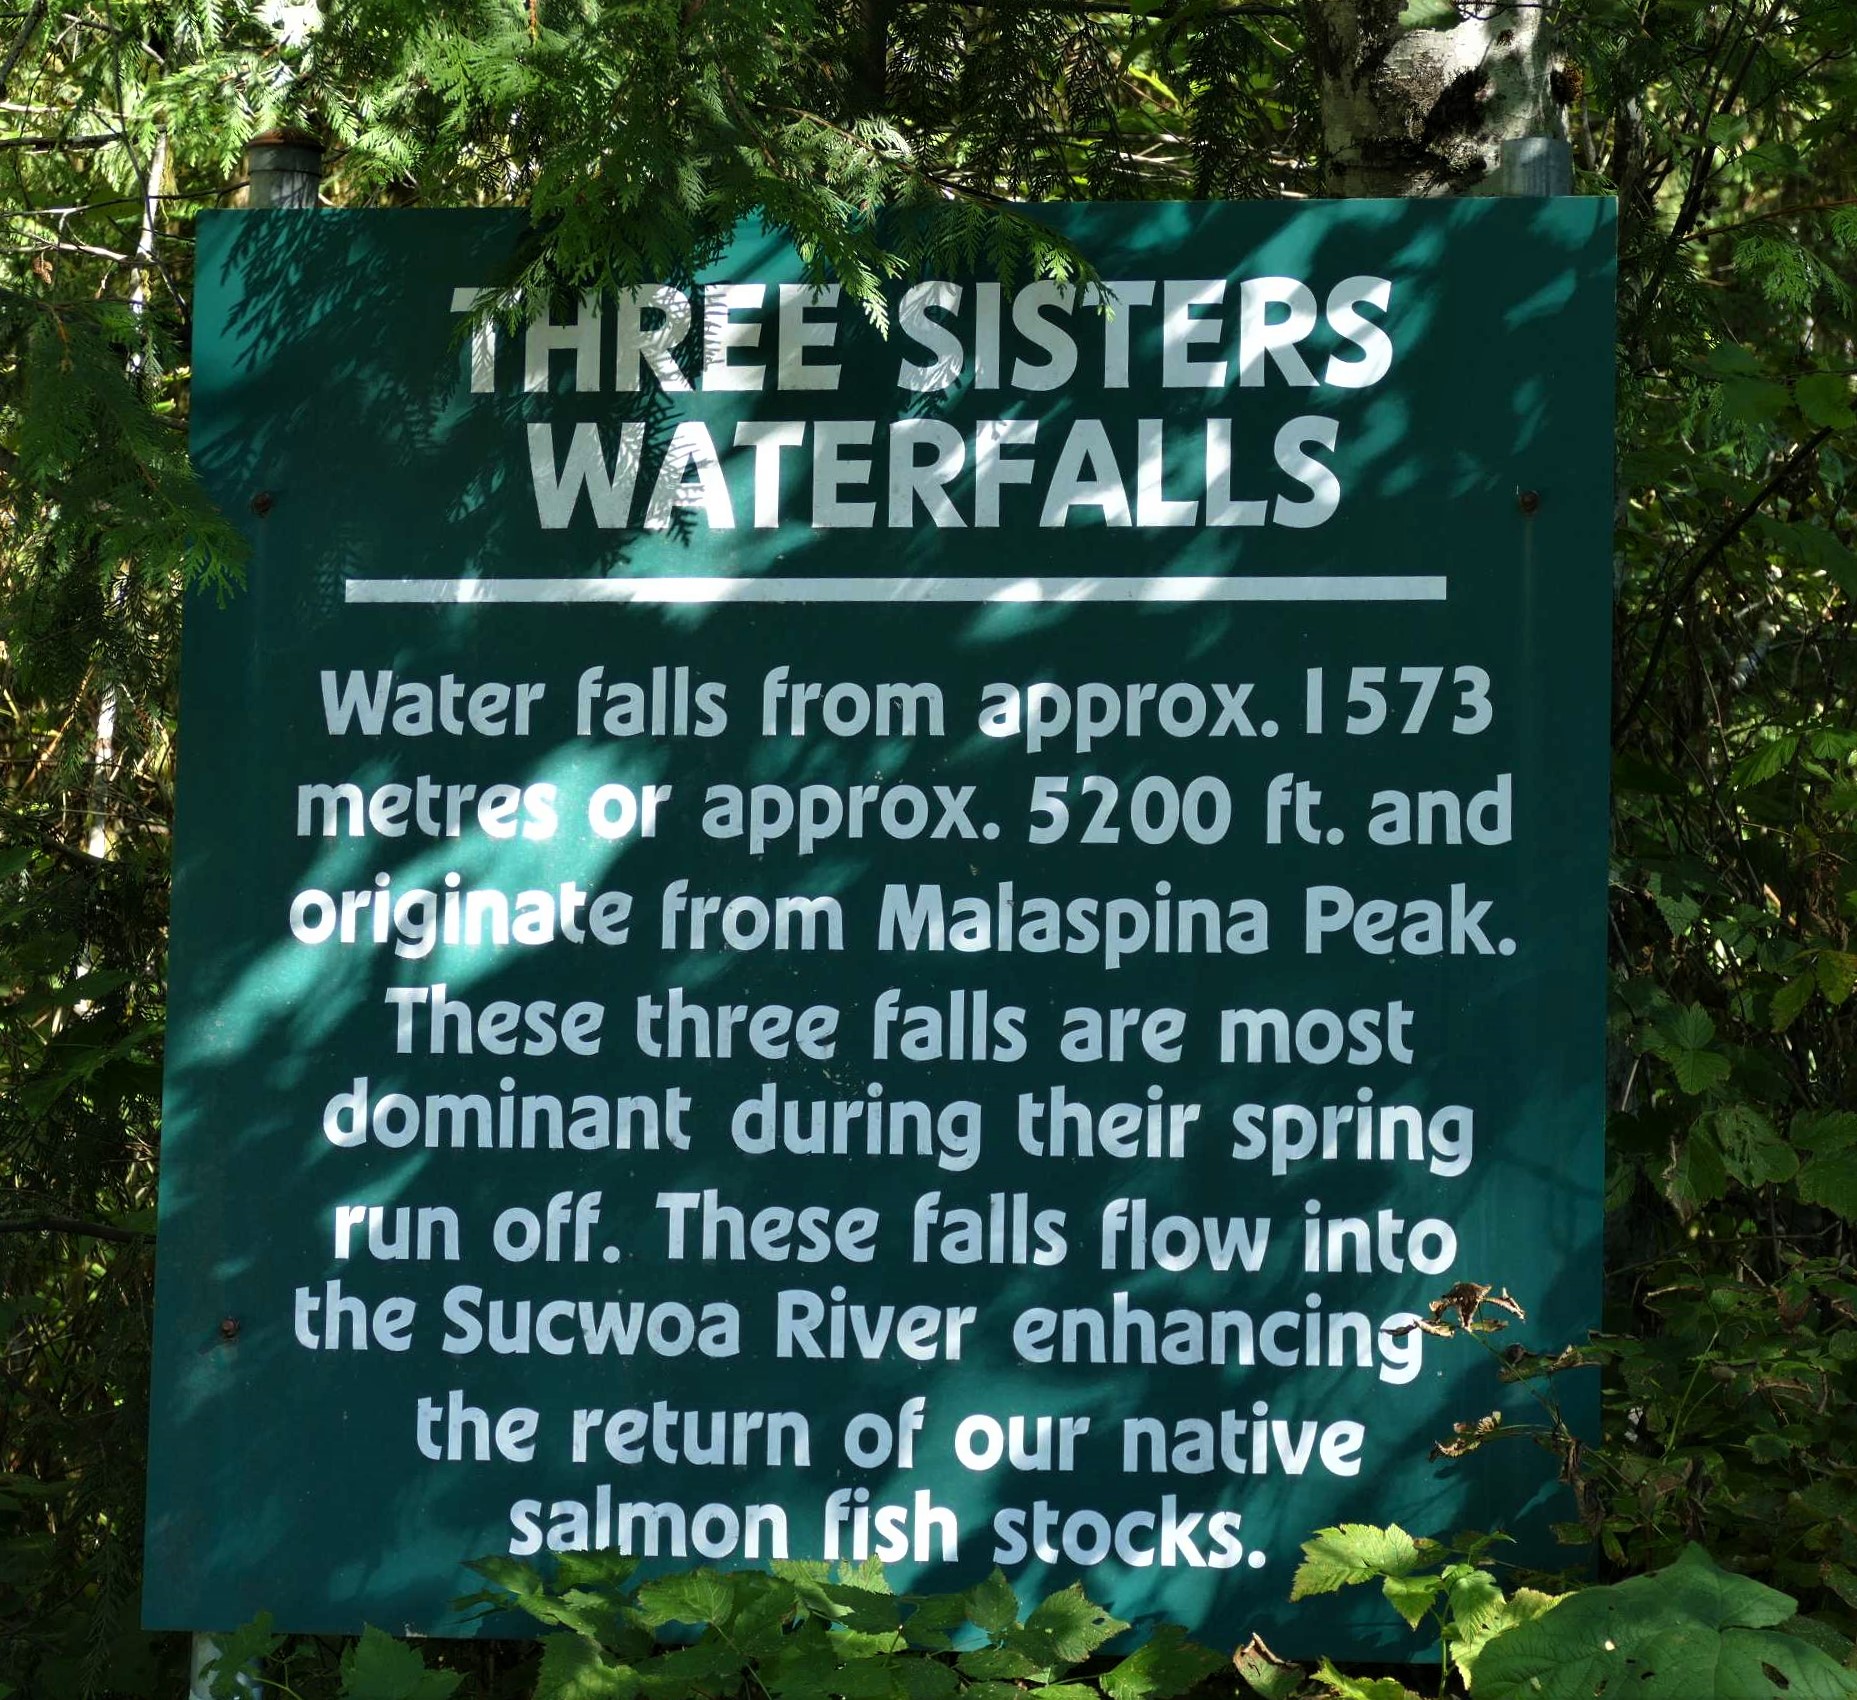 THREE SISTERS
WATERFALLS
Water falls from approx. 1573
metres or approx. 5200 ft. and
originate from Malaspina Peak.
These three falls are most
dominant during their spring
run off. These falls flow into
the Sucwoa River enhancing
the return of our native
salmon fish stocks.